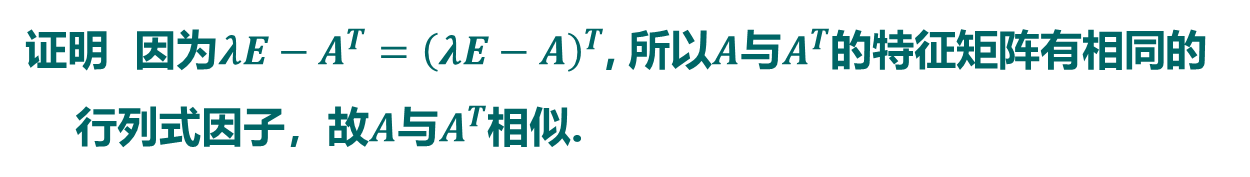 证明 因为λE − Aᵀ = (λE − A)ᵀ, 所以A与Aᵀ的特征矩阵有相同的
行列式因子，故A与Aᵀ相似.